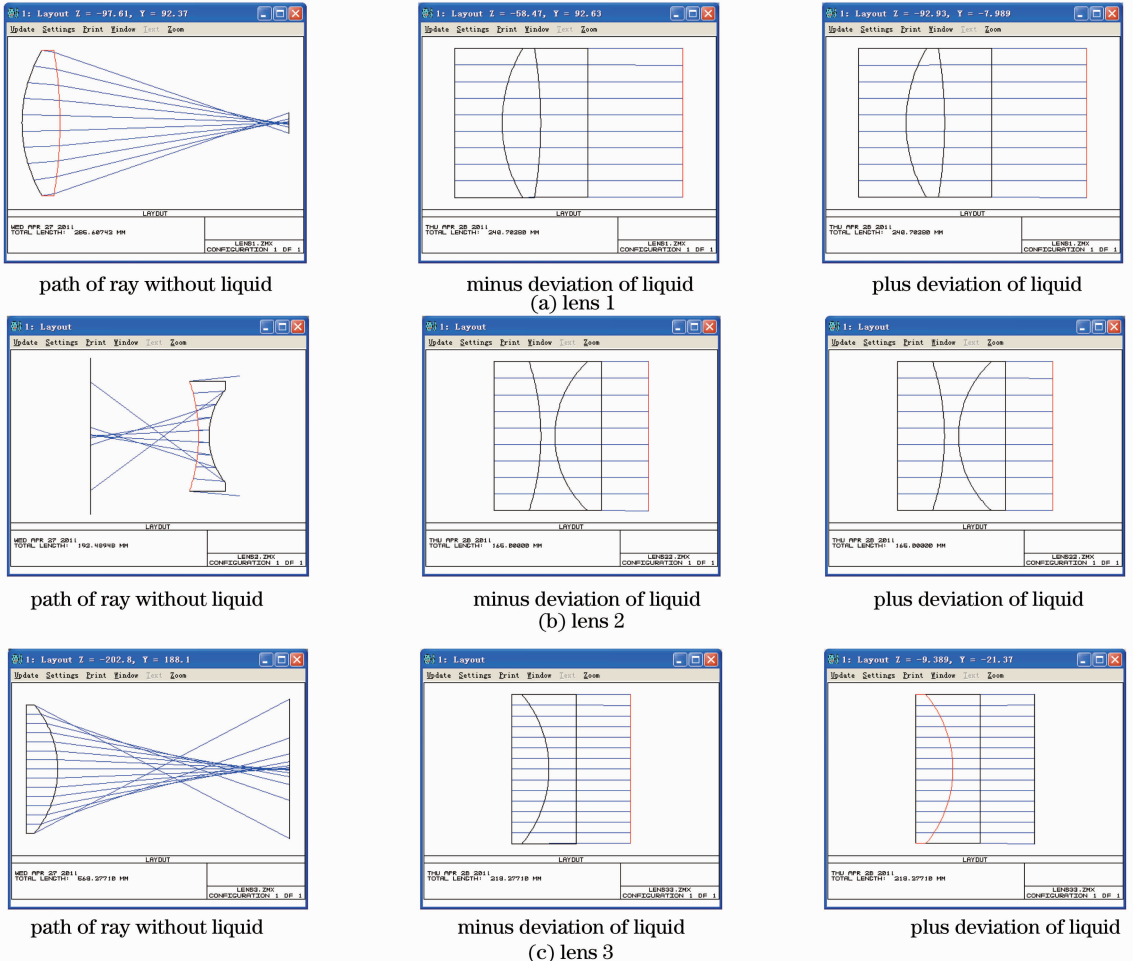 1: Layout Z = -97.61, Y = 92.37
Update Settings Print Window Text Zoom
LAYOUT
WED APR 27 2011
TOTAL LENGTH: 285.60743 MM
LENS1.ZMX
CONFIGURATION 1 OF 1
path of ray without liquid
1: Layout Z = -58.47, Y = 92.63
Update Settings Print Window Text Zoom
LAYOUT
THU APR 28 2011
TOTAL LENGTH: 248.70380 MM
LENS1.ZMX
CONFIGURATION 1 OF 1
minus deviation of liquid
1: Layout Z = -92.93, Y = -7.989
Update Settings Print Window Text Zoom
LAYOUT
THU APR 28 2011
TOTAL LENGTH: 248.70380 MM
LENS1.ZMX
CONFIGURATION 1 OF 1
plus deviation of liquid
(a) lens 1
1: Layout
Update Settings Print Window Text Zoom
LAYOUT
WED APR 27 2011
TOTAL LENGTH: 192.48948 MM
LENS2.ZMX
CONFIGURATION 1 OF 1
path of ray without liquid
1: Layout
Update Settings Print Window Text Zoom
LAYOUT
THU APR 28 2011
TOTAL LENGTH: 165.00000 MM
LENS22.ZMX
CONFIGURATION 1 OF 1
minus deviation of liquid
1: Layout
Update Settings Print Window Text Zoom
LAYOUT
THU APR 28 2011
TOTAL LENGTH: 165.00000 MM
LENS22.ZMX
CONFIGURATION 1 OF 1
plus deviation of liquid
(b) lens 2
1: Layout Z = -202.8, Y = 188.1
Update Settings Print Window Text Zoom
LAYOUT
WED APR 27 2011
TOTAL LENGTH: 568.27710 MM
LENS3.ZMX
CONFIGURATION 1 OF 1
path of ray without liquid
1: Layout
Update Settings Print Window Text Zoom
LAYOUT
THU APR 28 2011
TOTAL LENGTH: 218.27710 MM
LENS33.ZMX
CONFIGURATION 1 OF 1
minus deviation of liquid
1: Layout Z = -9.389, Y = -21.37
Update Settings Print Window Text Zoom
LAYOUT
THU APR 28 2011
TOTAL LENGTH: 218.27710 MM
LENS33.ZMX
CONFIGURATION 1 OF 1
plus deviation of liquid
(c) lens 3